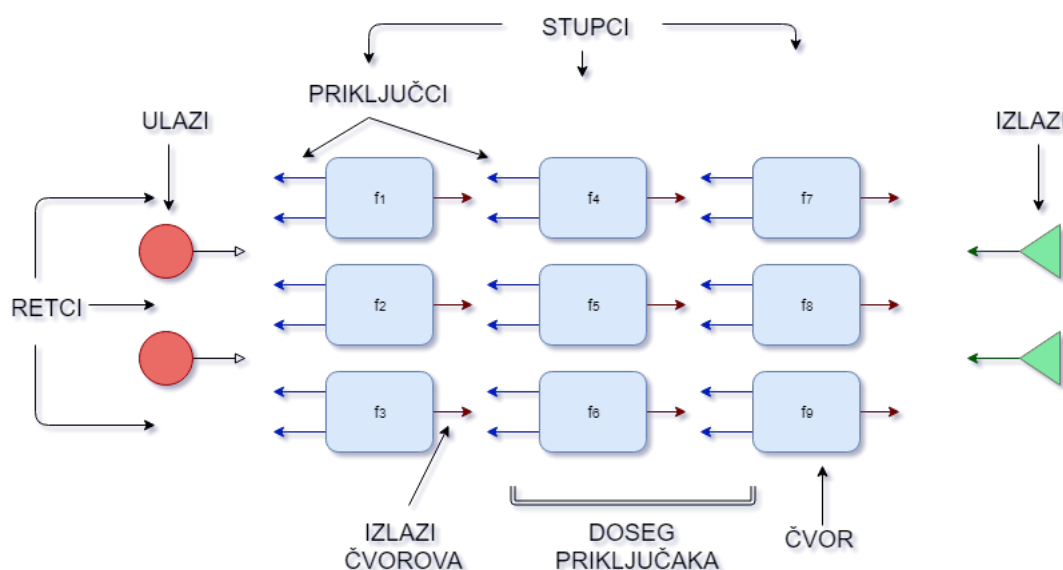 STUPCI
PRIKLJUČCI
ULAZI
IZLAZI
f1
f4
f7
RETCI
f2
f5
f8
f3
f6
f9
IZLAZI
ČVOROVA
DOSEG
PRIKLJUČAKA
ČVOR